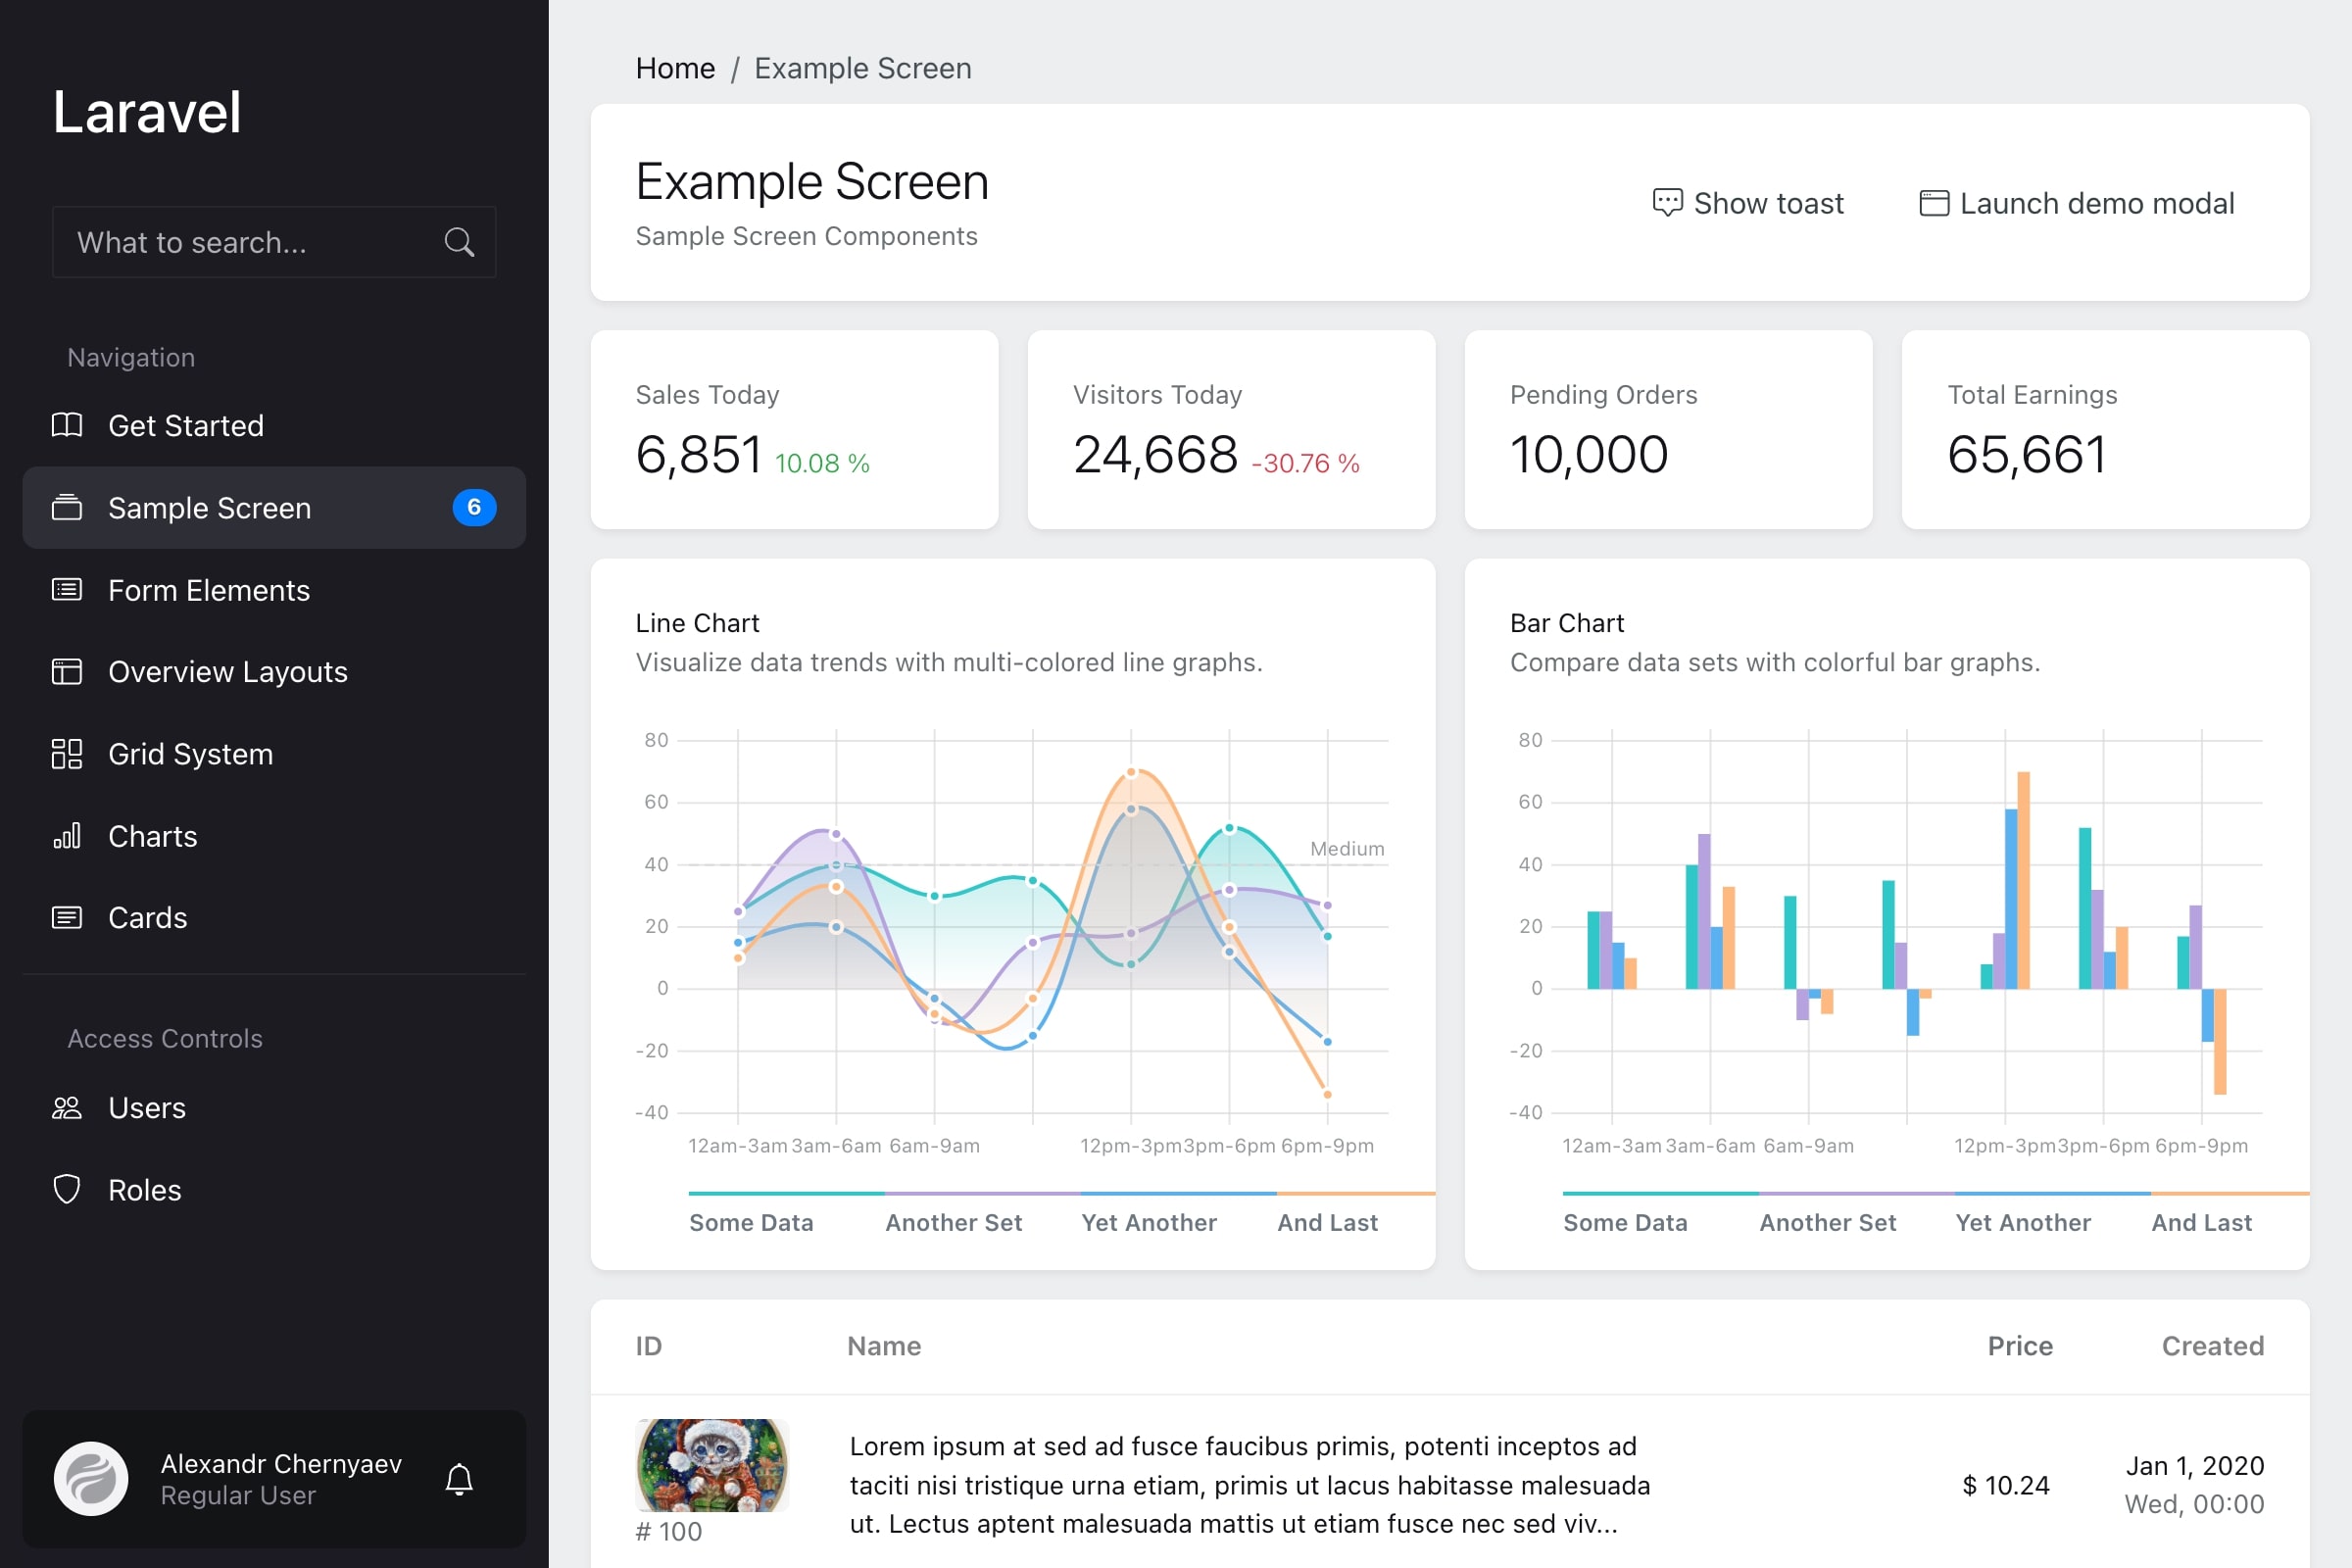 Laravel
What to search...
Navigation
Get Started
Sample Screen 6
Form Elements
Overview Layouts
Grid System
Charts
Cards
Access Controls
Users
Roles
Alexandr Chernyaev
Regular User
Home / Example Screen
Example Screen
Sample Screen Components
Show toast Launch demo modal
Sales Today
6,851 10.08 %
Visitors Today
24,668 -30.76 %
Pending Orders
10,000
Total Earnings
65,661
Line Chart
Visualize data trends with multi-colored line graphs.
80
60
Medium
40
20
0
-20
-40
12am-3am 3am-6am 6am-9am 12pm-3pm 3pm-6pm 6pm-9pm
Some Data Another Set Yet Another And Last
Bar Chart
Compare data sets with colorful bar graphs.
80
60
40
20
0
-20
-40
12am-3am 3am-6am 6am-9am 12pm-3pm 3pm-6pm 6pm-9pm
Some Data Another Set Yet Another And Last
ID Name Price Created
# 100
Lorem ipsum at sed ad fusce faucibus primis, potenti inceptos ad
taciti nisi tristique urna etiam, primis ut lacus habitasse malesuada
ut. Lectus aptent malesuada mattis ut etiam fusce nec sed viv...
$ 10.24
Jan 1, 2020
Wed, 00:00